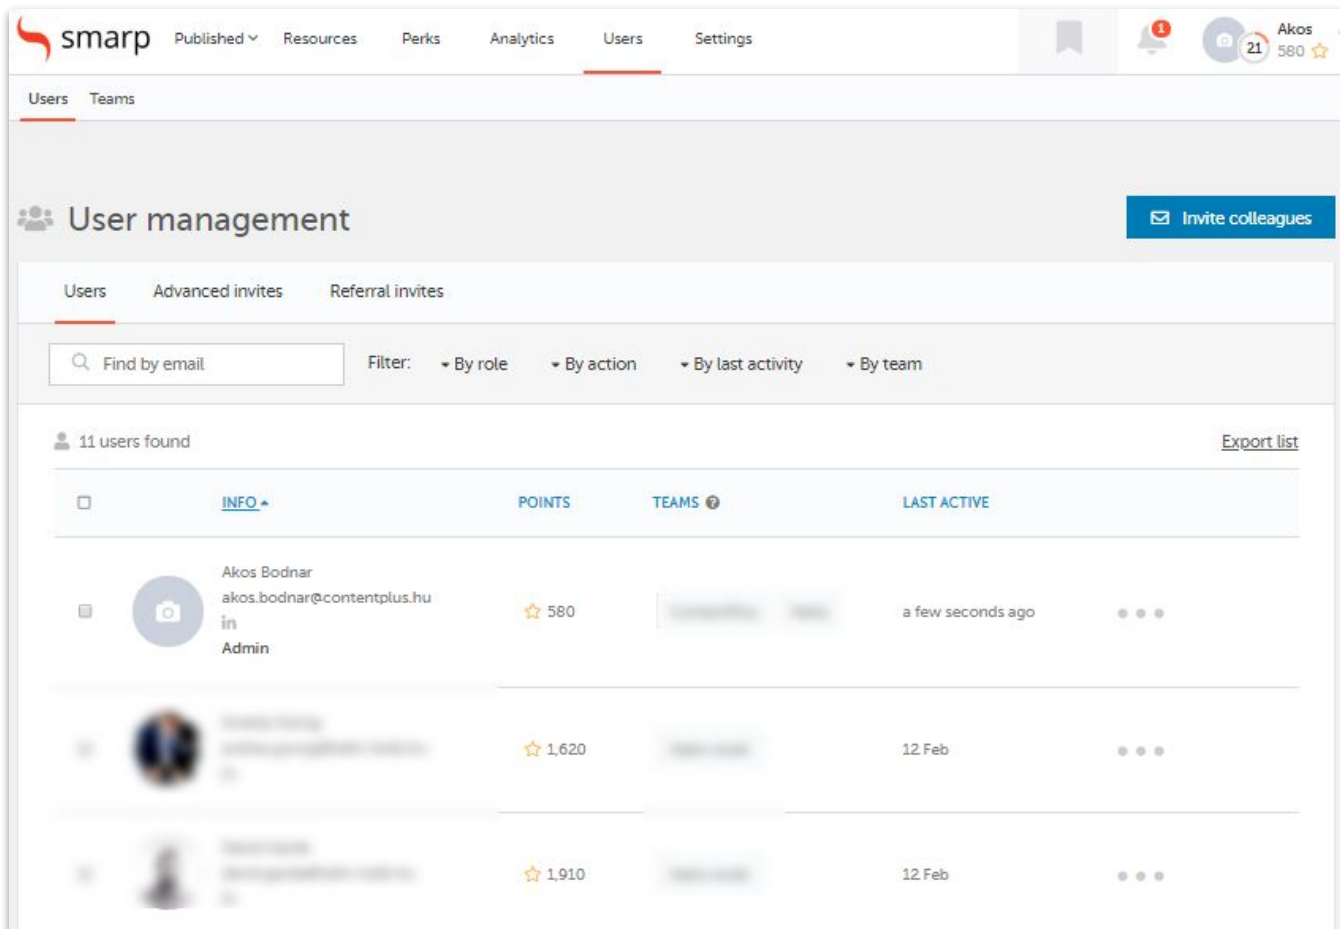 smarp Published Resources Perks Analytics Users Settings 1 21 Akos
580
Users Teams
User management Invite colleagues
Users Advanced invites Referral invites
Find by email Filter: By role By action By last activity By team
11 users found Export list
INFO POINTS TEAMS ? LAST ACTIVE
Akos Bodnar
akos.bodnar@contentplus.hu
in
Admin
580 a few seconds ago
1,620 12 Feb
1,910 12 Feb